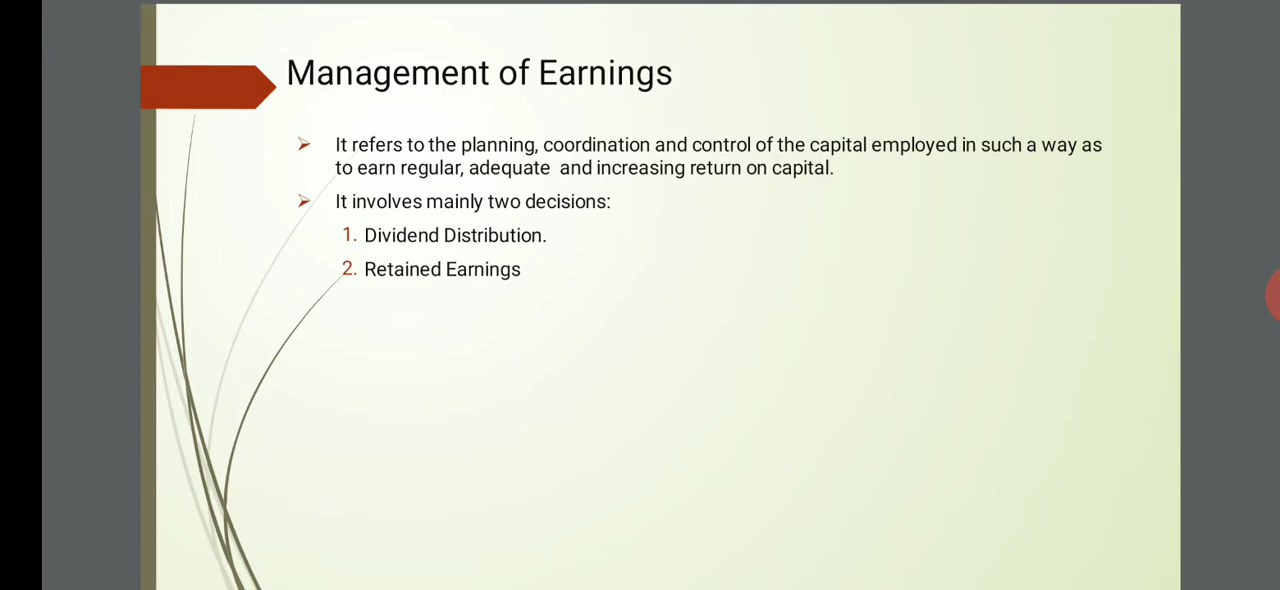 Management of Earnings
➢ It refers to the planning, coordination and control of the capital employed in such a way as
to earn regular, adequate and increasing return on capital.
➢ It involves mainly two decisions:
1. Dividend Distribution.
2. Retained Earnings